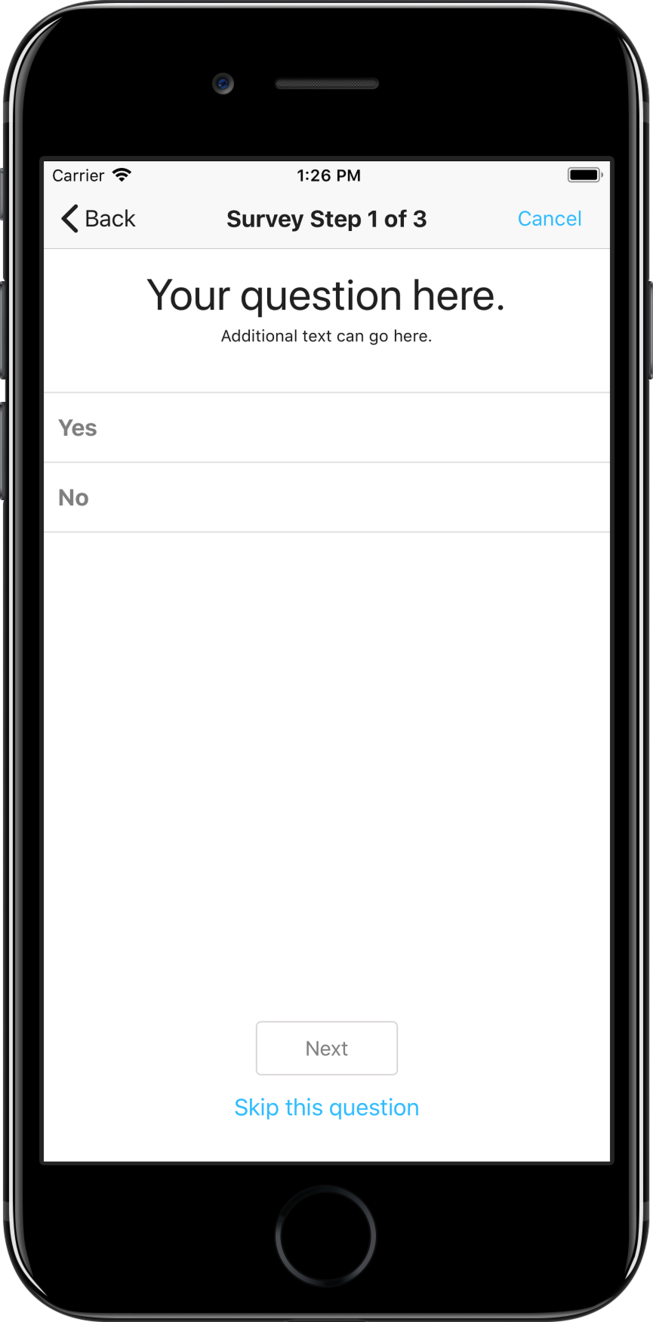 Carrier 1:26 PM
Back Survey Step 1 of 3 Cancel
Your question here.
Additional text can go here.
Yes
No
Next
Skip this question